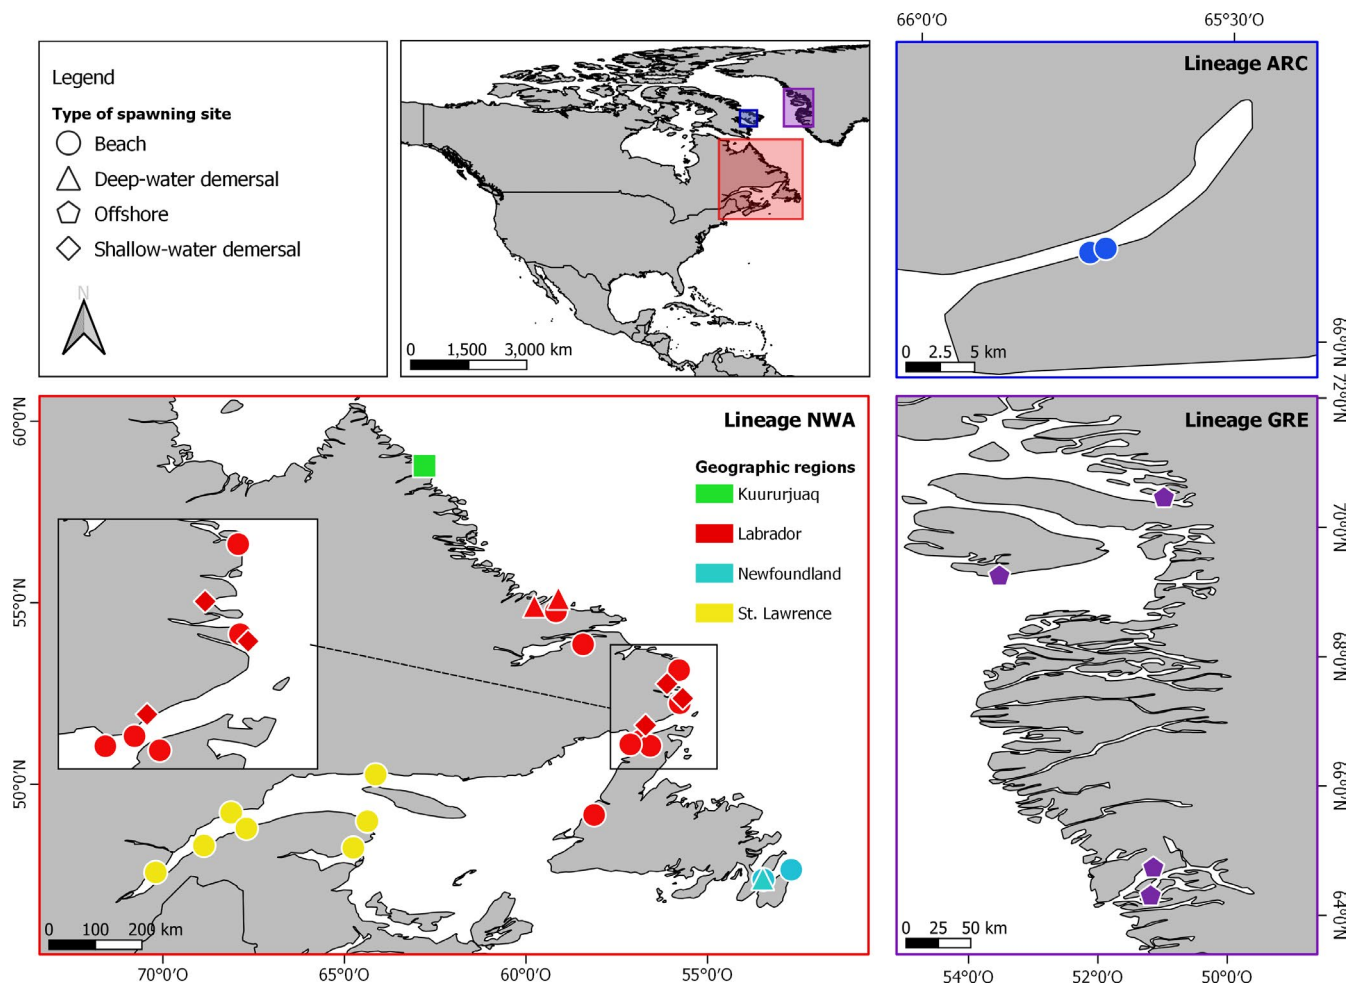 66°0'O 65°30'O
Legend
Type of spawning site
Beach
Deep-water demersal
Offshore
Shallow-water demersal
N
0 1,500 3,000 km
Lineage ARC
0 2.5 5 km
66°0'N
Lineage NWA
Geographic regions
Kuururjuaq
Labrador
Newfoundland
St. Lawrence
60°0'N
55°0'N
50°0'N
0 100 200 km
70°0'O 65°0'O 60°0'O 55°0'O
Lineage GRE
72°0'N
70°0'N
68°0'N
66°0'N
64°0'N
0 25 50 km
54°0'O 52°0'O 50°0'O